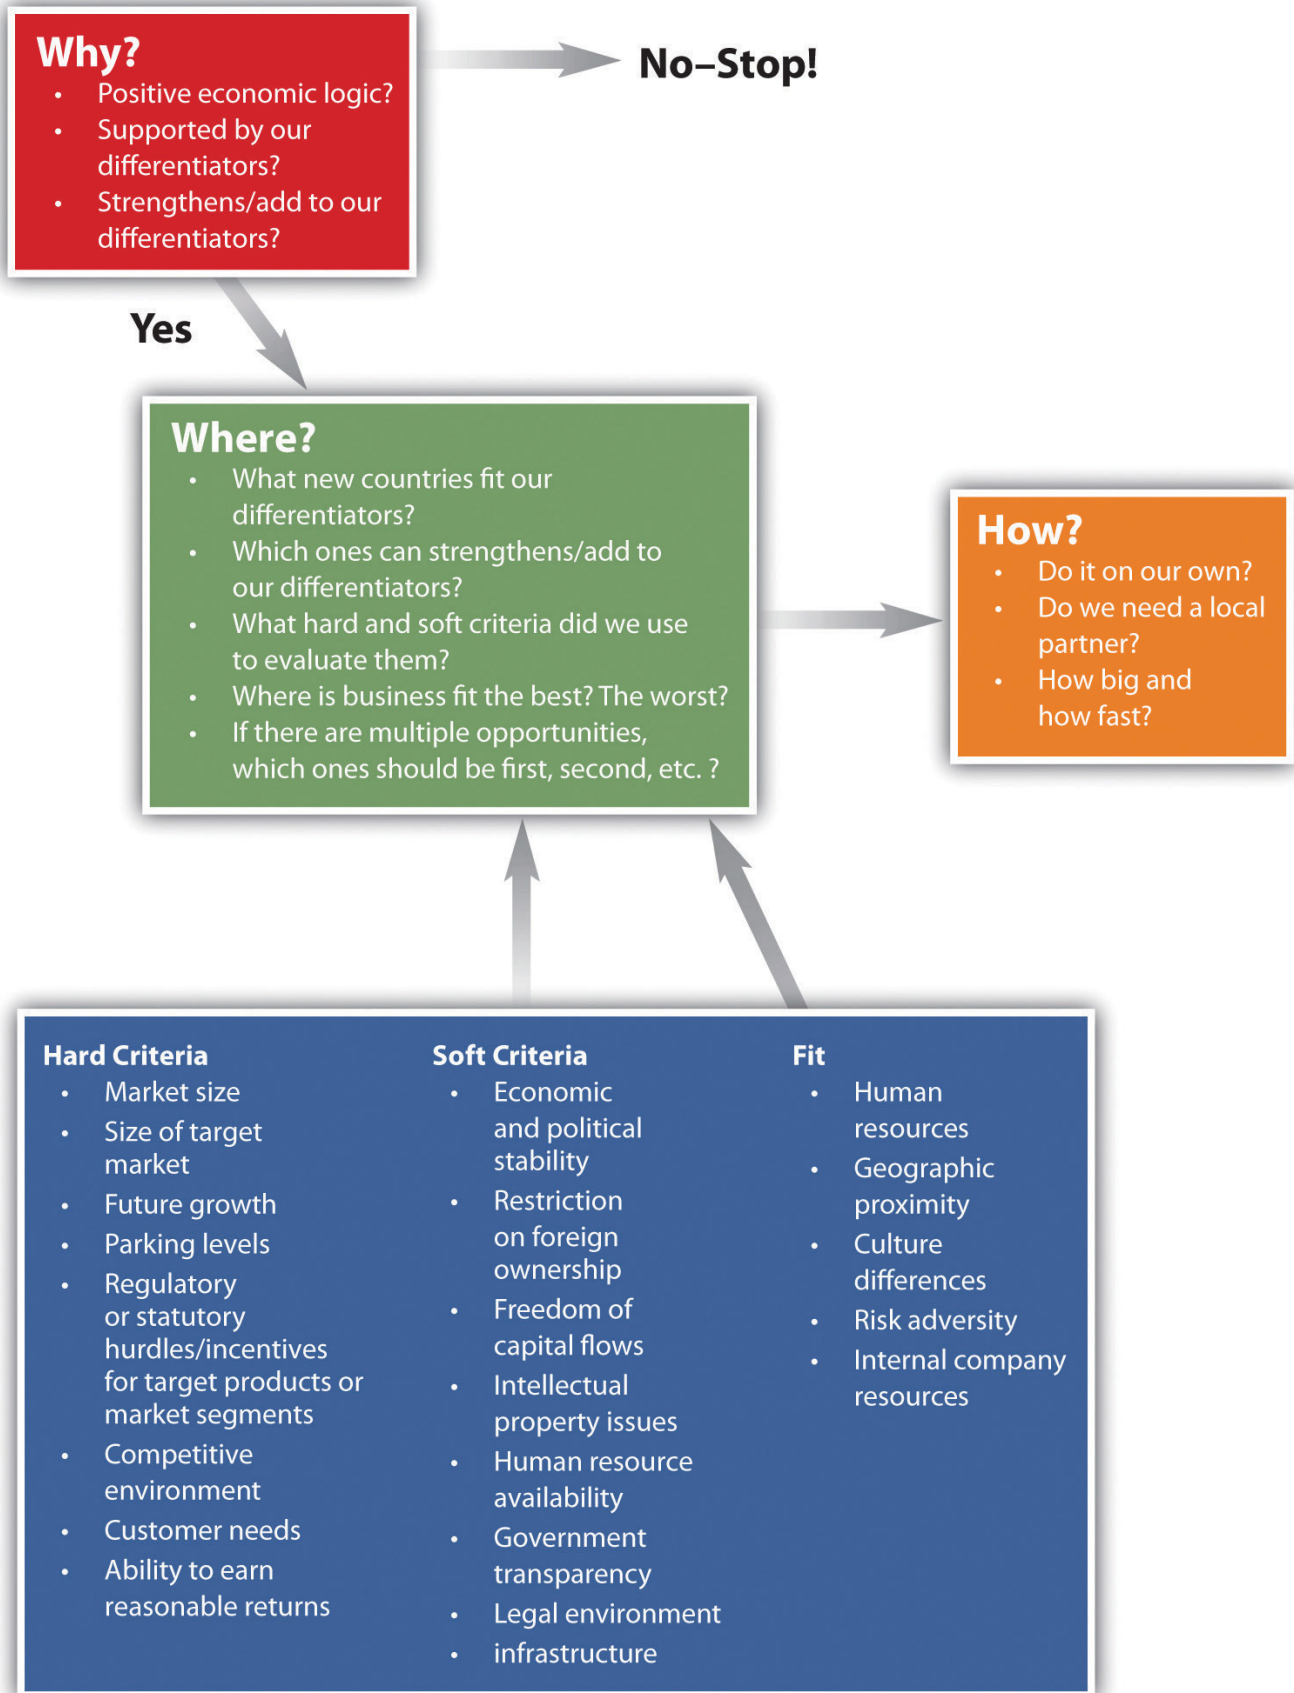 Why?
• Positive economic logic?
• Supported by our
differentiators?
• Strengthens/add to our
differentiators?
No–Stop!
Yes
Where?
• What new countries fit our
differentiators?
• Which ones can strengthens/add to
our differentiators?
• What hard and soft criteria did we use
to evaluate them?
• Where is business fit the best? The worst?
• If there are multiple opportunities,
which ones should be first, second, etc. ?
How?
• Do it on our own?
• Do we need a local
partner?
• How big and
how fast?
Hard Criteria
• Market size
• Size of target
market
• Future growth
• Parking levels
• Regulatory
or statutory
hurdles/incentives
for target products or
market segments
• Competitive
environment
• Customer needs
• Ability to earn
reasonable returns
Soft Criteria
• Economic
and political
stability
• Restriction
on foreign
ownership
• Freedom of
capital flows
• Intellectual
property issues
• Human resource
availability
• Government
transparency
• Legal environment
• infrastructure
Fit
• Human
resources
• Geographic
proximity
• Culture
differences
• Risk adversity
• Internal company
resources